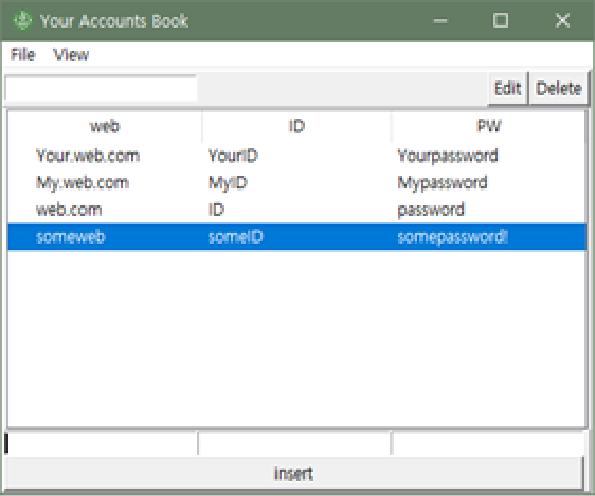 Your Accounts Book
File View
Edit Delete
web ID PW
Your.web.com YourID Yourpassword
My.web.com MyID Mypassword
web.com ID password
someweb someID somepassword!
insert